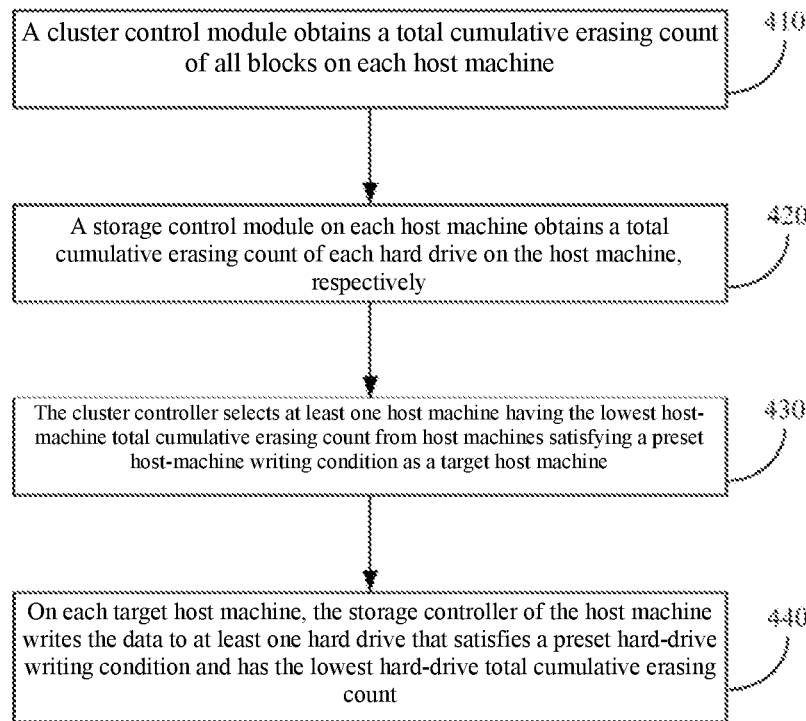 A cluster control module obtains a total cumulative erasing count
of all blocks on each host machine
410
A storage control module on each host machine obtains a total
cumulative erasing count of each hard drive on the host machine,
respectively
420
The cluster controller selects at least one host machine having the lowest host-
machine total cumulative erasing count from host machines satisfying a preset
host-machine writing condition as a target host machine
430
On each target host machine, the storage controller of the host machine
writes the data to at least one hard drive that satisfies a preset hard-drive
writing condition and has the lowest hard-drive total cumulative erasing
count
440